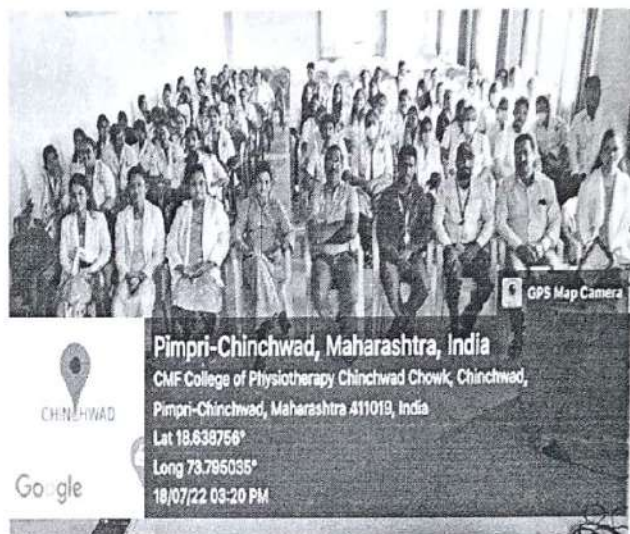 GPS Map Camera
Pimpri-Chinchwad, Maharashtra, India
CMF College of Physiotherapy Chinchwad Chowk, Chinchwad,
Pimpri-Chinchwad, Maharashtra 411019, India
Lat 18.638756°
Long 73.795035°
18/07/22 03:20 PM
CHINCHWAD
Google